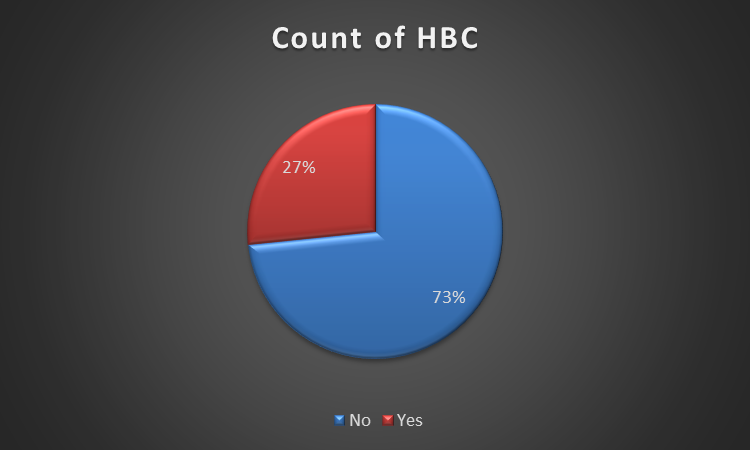 Count of HBC
27%
73%
No Yes